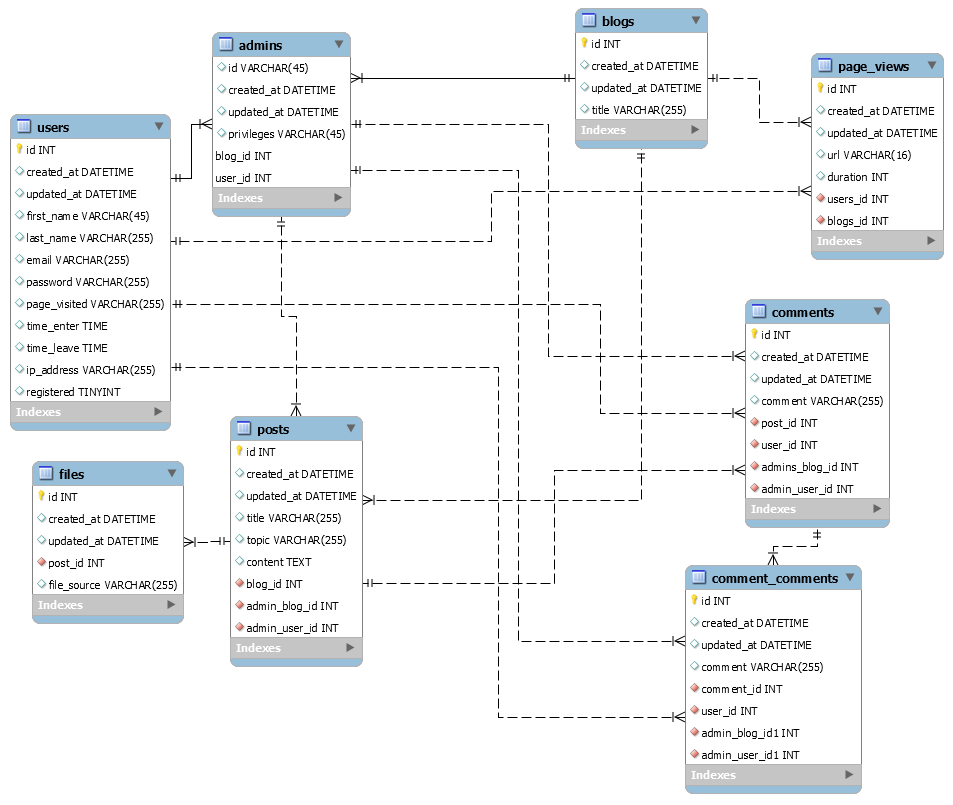 admins
id VARCHAR(45)
created_at DATETIME
updated_at DATETIME
privileges VARCHAR(45)
blog_id INT
user_id INT
Indexes
blogs
id INT
created_at DATETIME
updated_at DATETIME
title VARCHAR(255)
Indexes
page_views
id INT
created_at DATETIME
updated_at DATETIME
url VARCHAR(16)
duration INT
users_id INT
blogs_id INT
Indexes
users
id INT
created_at DATETIME
updated_at DATETIME
first_name VARCHAR(45)
last_name VARCHAR(255)
email VARCHAR(255)
password VARCHAR(255)
page_visited VARCHAR(255)
time_enter TIME
time_leave TIME
ip_address VARCHAR(255)
registered TINYINT
Indexes
comments
id INT
created_at DATETIME
updated_at DATETIME
comment VARCHAR(255)
post_id INT
user_id INT
admins_blog_id INT
admin_user_id INT
Indexes
posts
id INT
created_at DATETIME
updated_at DATETIME
title VARCHAR(255)
topic VARCHAR(255)
content TEXT
blog_id INT
admin_blog_id INT
admin_user_id INT
Indexes
files
id INT
created_at DATETIME
updated_at DATETIME
post_id INT
file_source VARCHAR(255)
Indexes
comment_comments
id INT
created_at DATETIME
updated_at DATETIME
comment VARCHAR(255)
comment_id INT
user_id INT
admin_blog_id1 INT
admin_user_id1 INT
Indexes